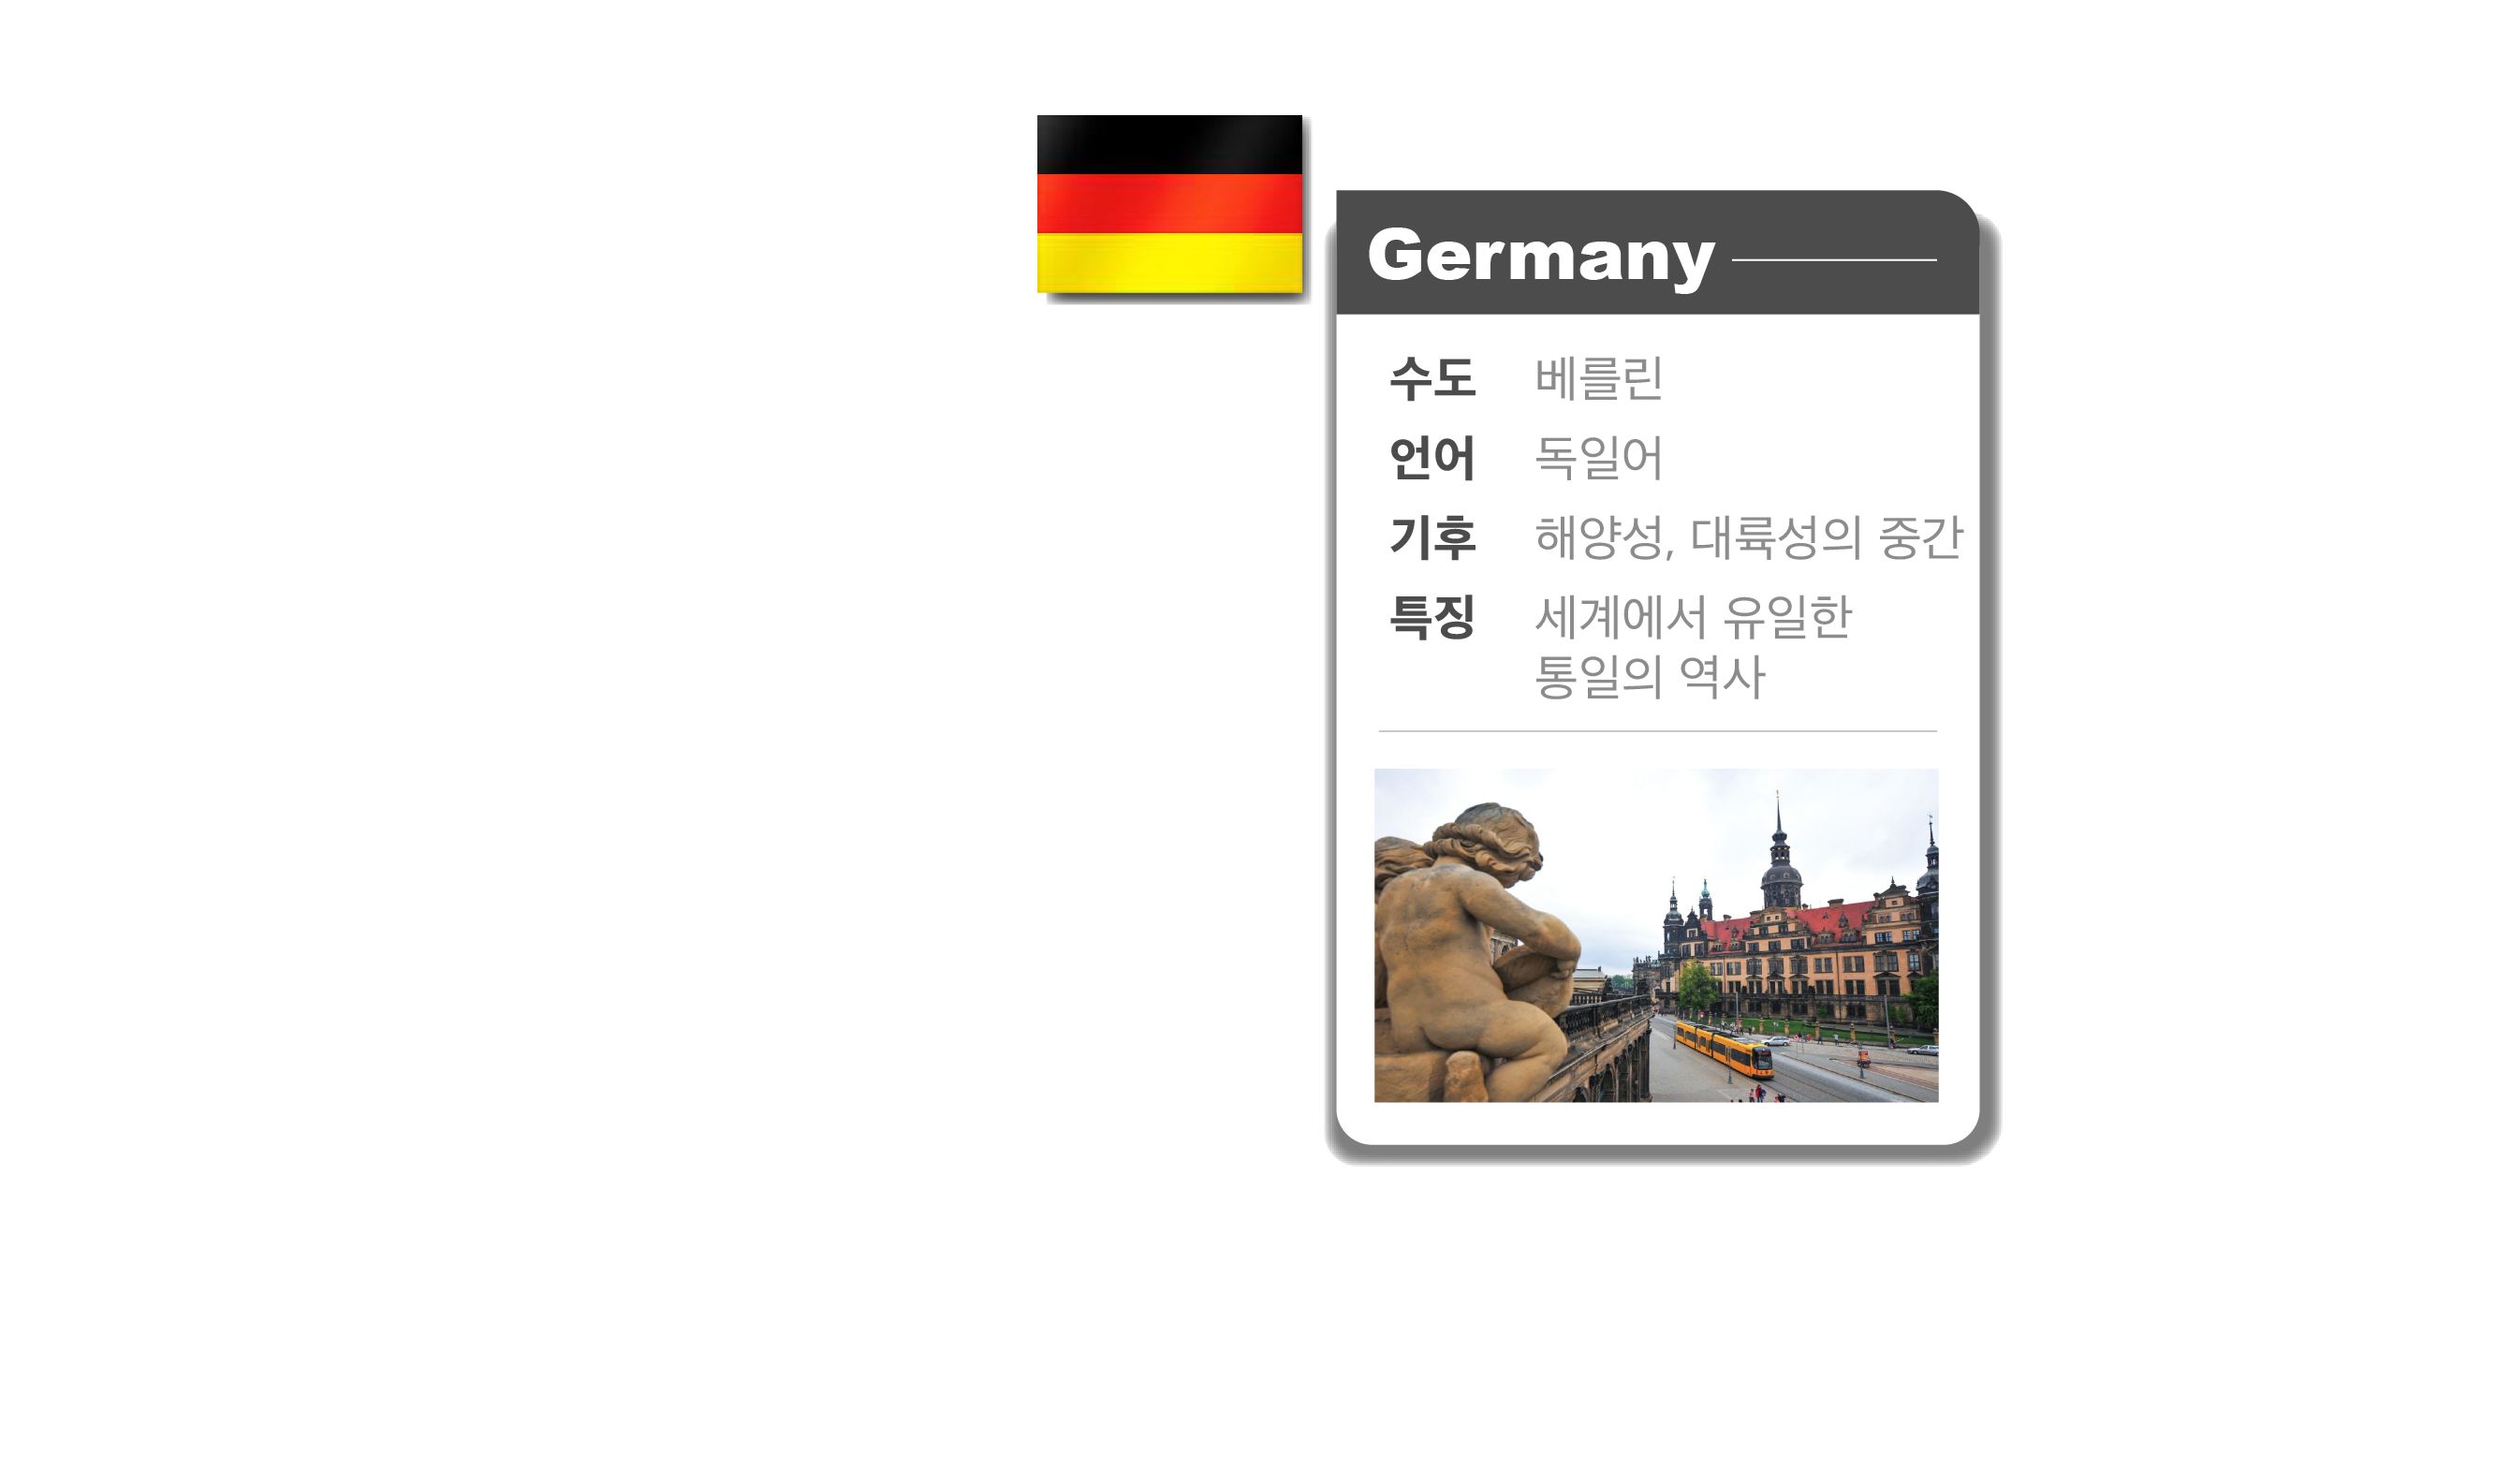 Germany
수도 베를린
언어 독일어
기후 해양성, 대륙성의 중간
특징 세계에서 유일한
통일의 역사